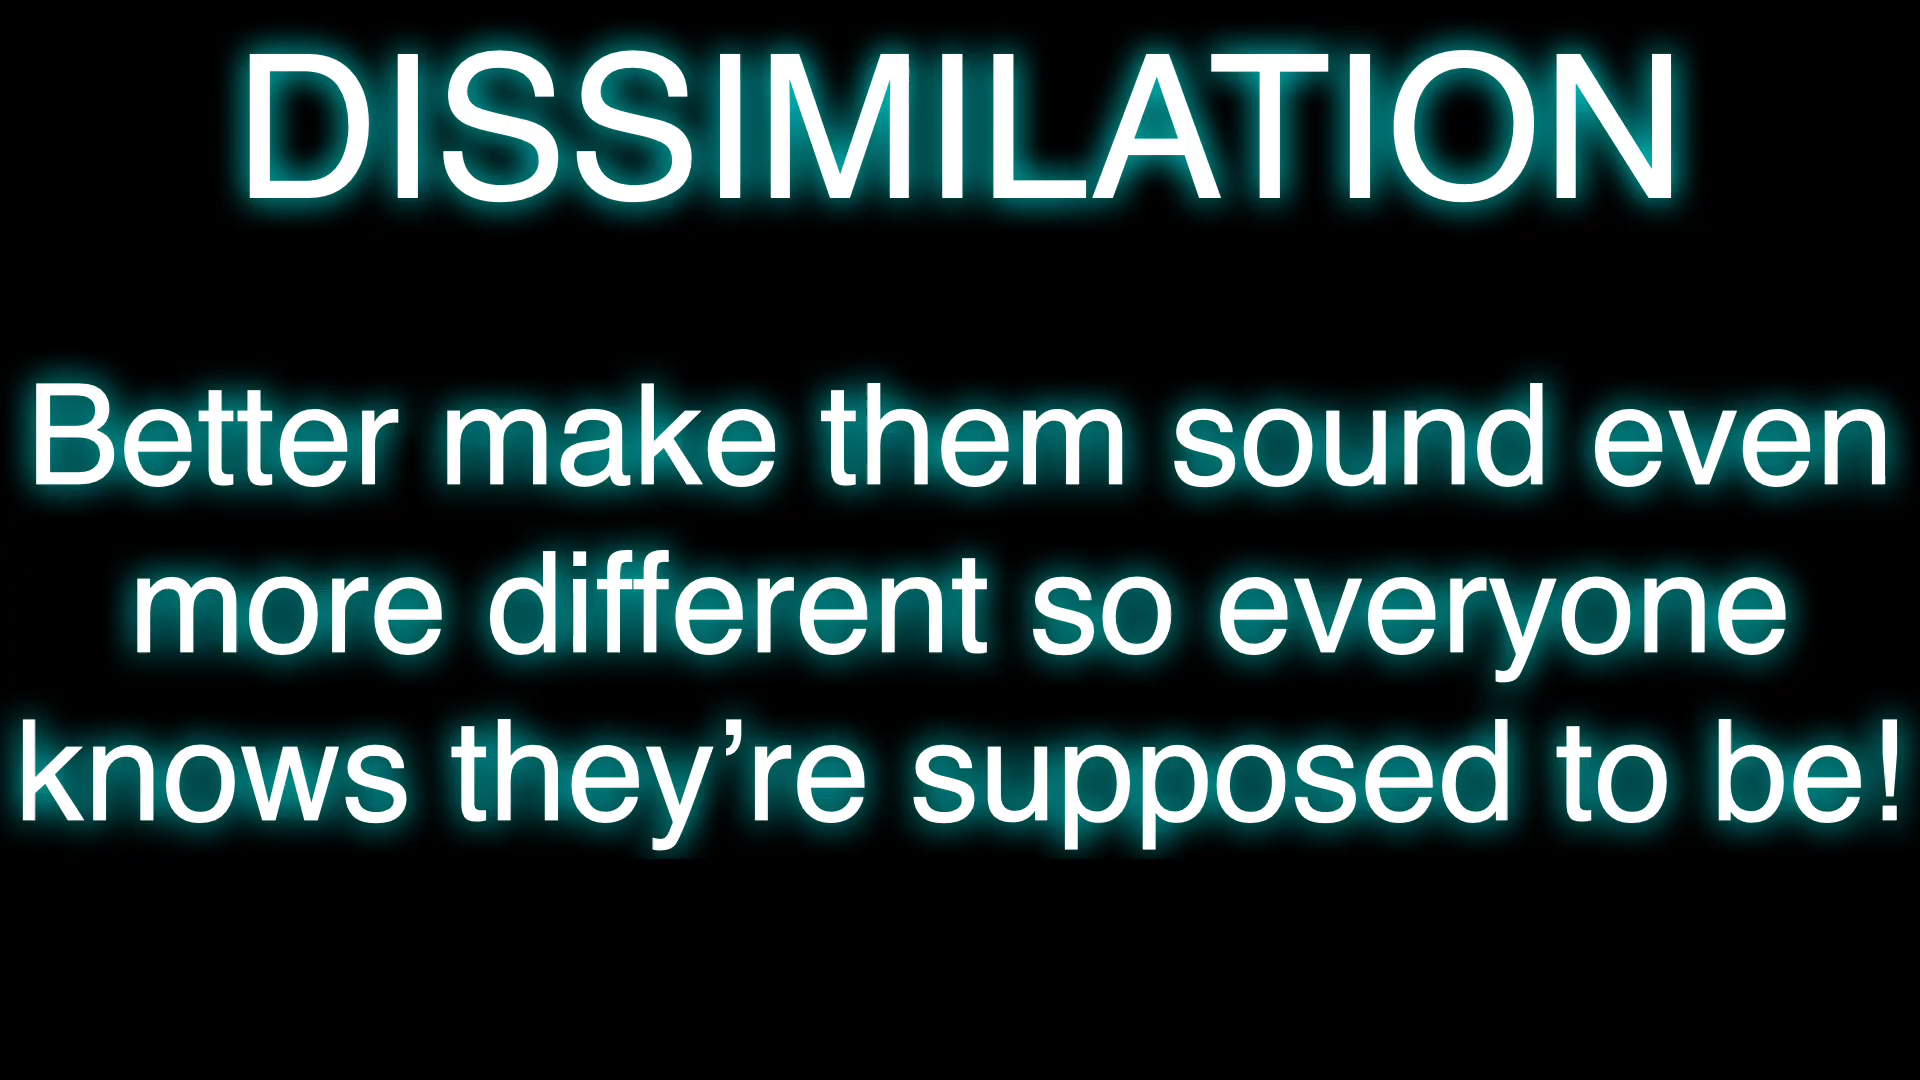 DISSIMILATION
Better make them sound even
more different so everyone
knows they’re supposed to be!